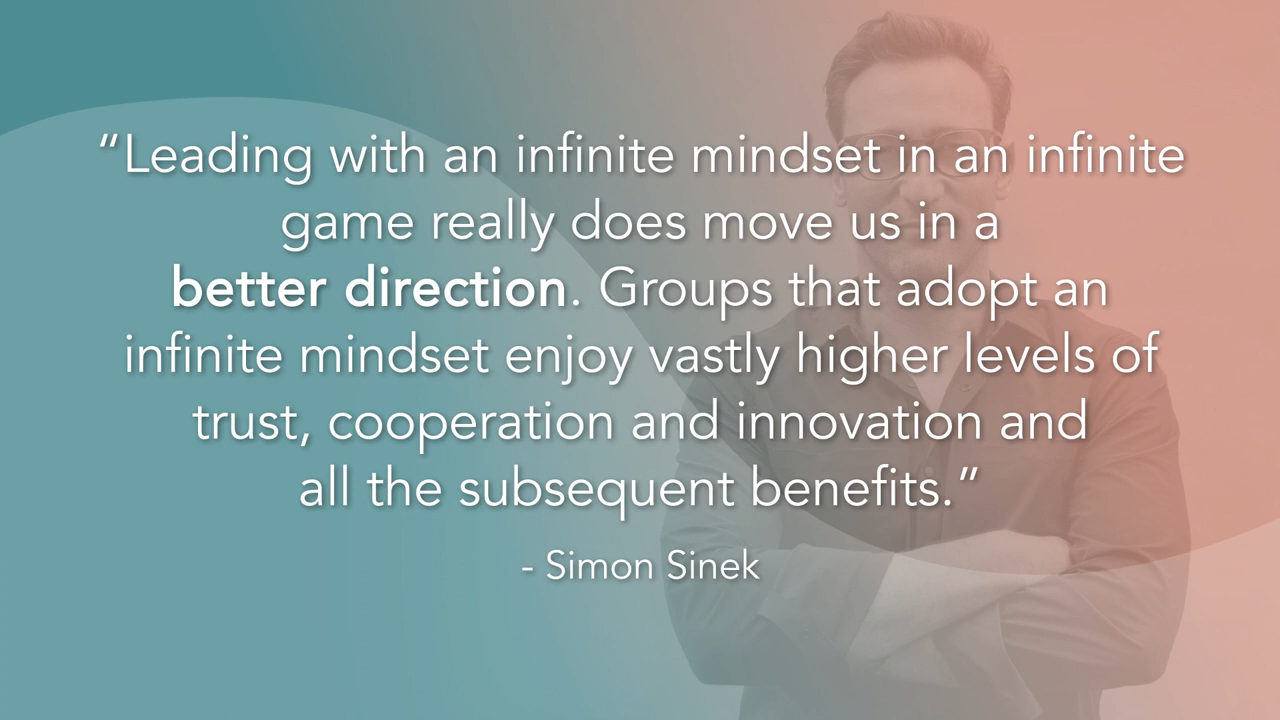 “Leading with an infinite mindset in an infinite
game really does move us in a
better direction. Groups that adopt an
infinite mindset enjoy vastly higher levels of
trust, cooperation and innovation and
all the subsequent benefits.”
- Simon Sinek